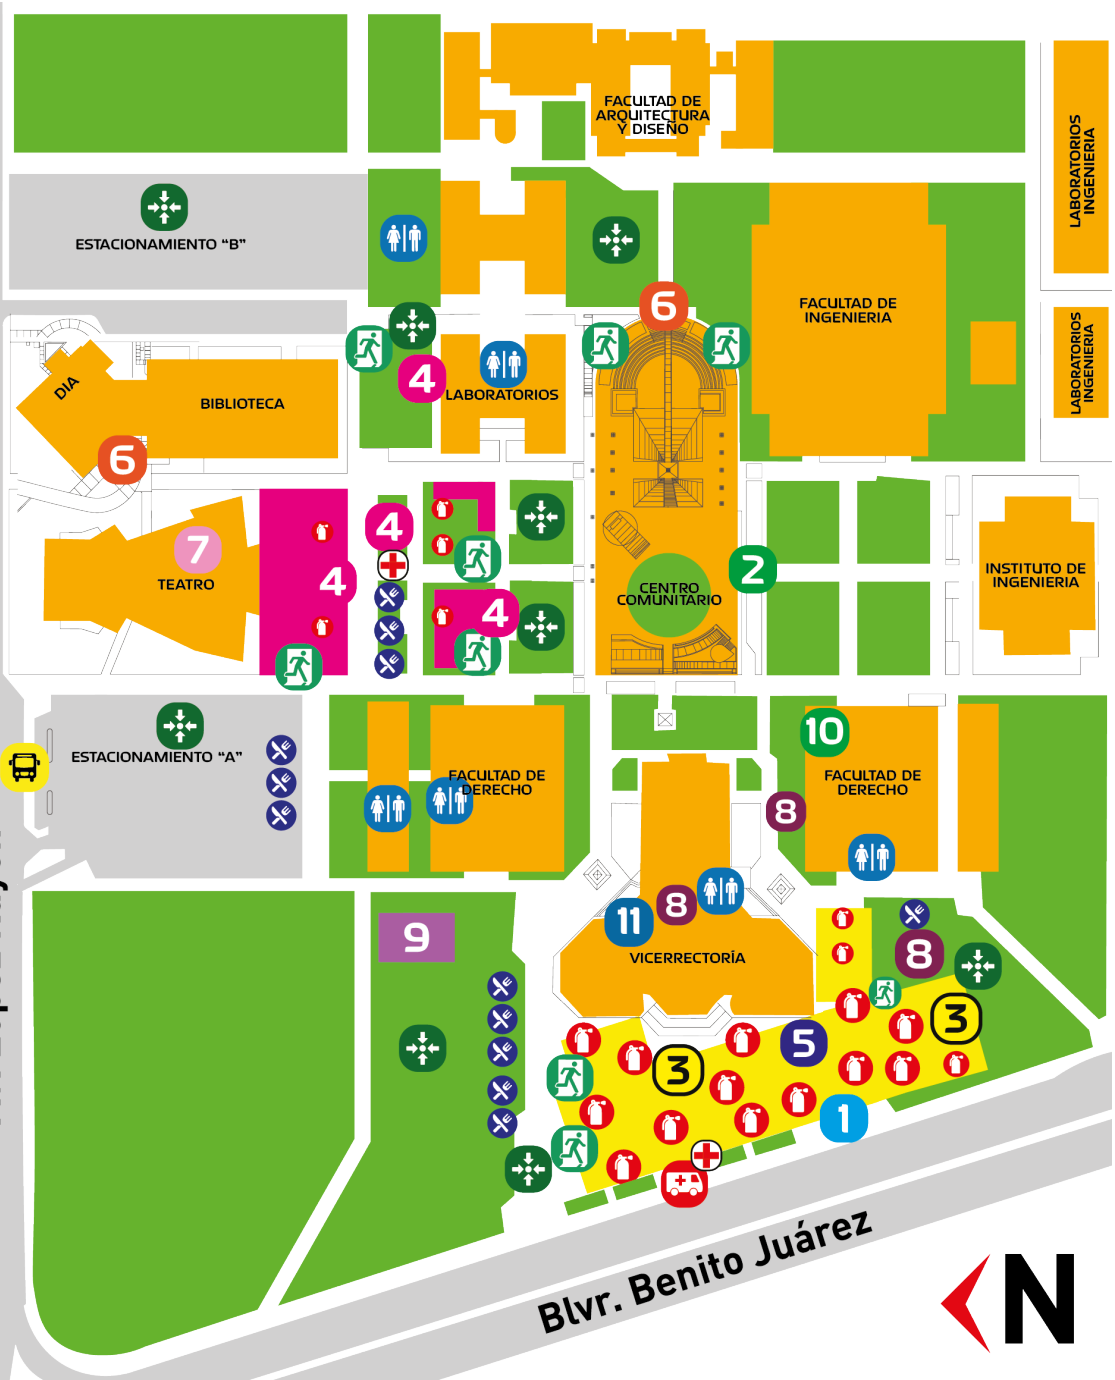 FACULTAD DE
ARQUITECTURA
Y DISEÑO
LABORATORIOS
INGENIERIA
ESTACIONAMIENTO “B”
6
FACULTAD DE
INGENIERIA
LABORATORIOS
INGENIERIA
4
LABORATORIOS
DIA
BIBLIOTECA
6
4
7
TEATRO
4
4
2
CENTRO
COMUNITARIO
INSTITUTO DE
INGENIERIA
10
ESTACIONAMIENTO “A”
FACULTAD DE
DERECHO
FACULTAD DE
DERECHO
8
8
11
9
VICERRECTORÍA
8
3
5
3
1
Blvr. Benito Juárez
N